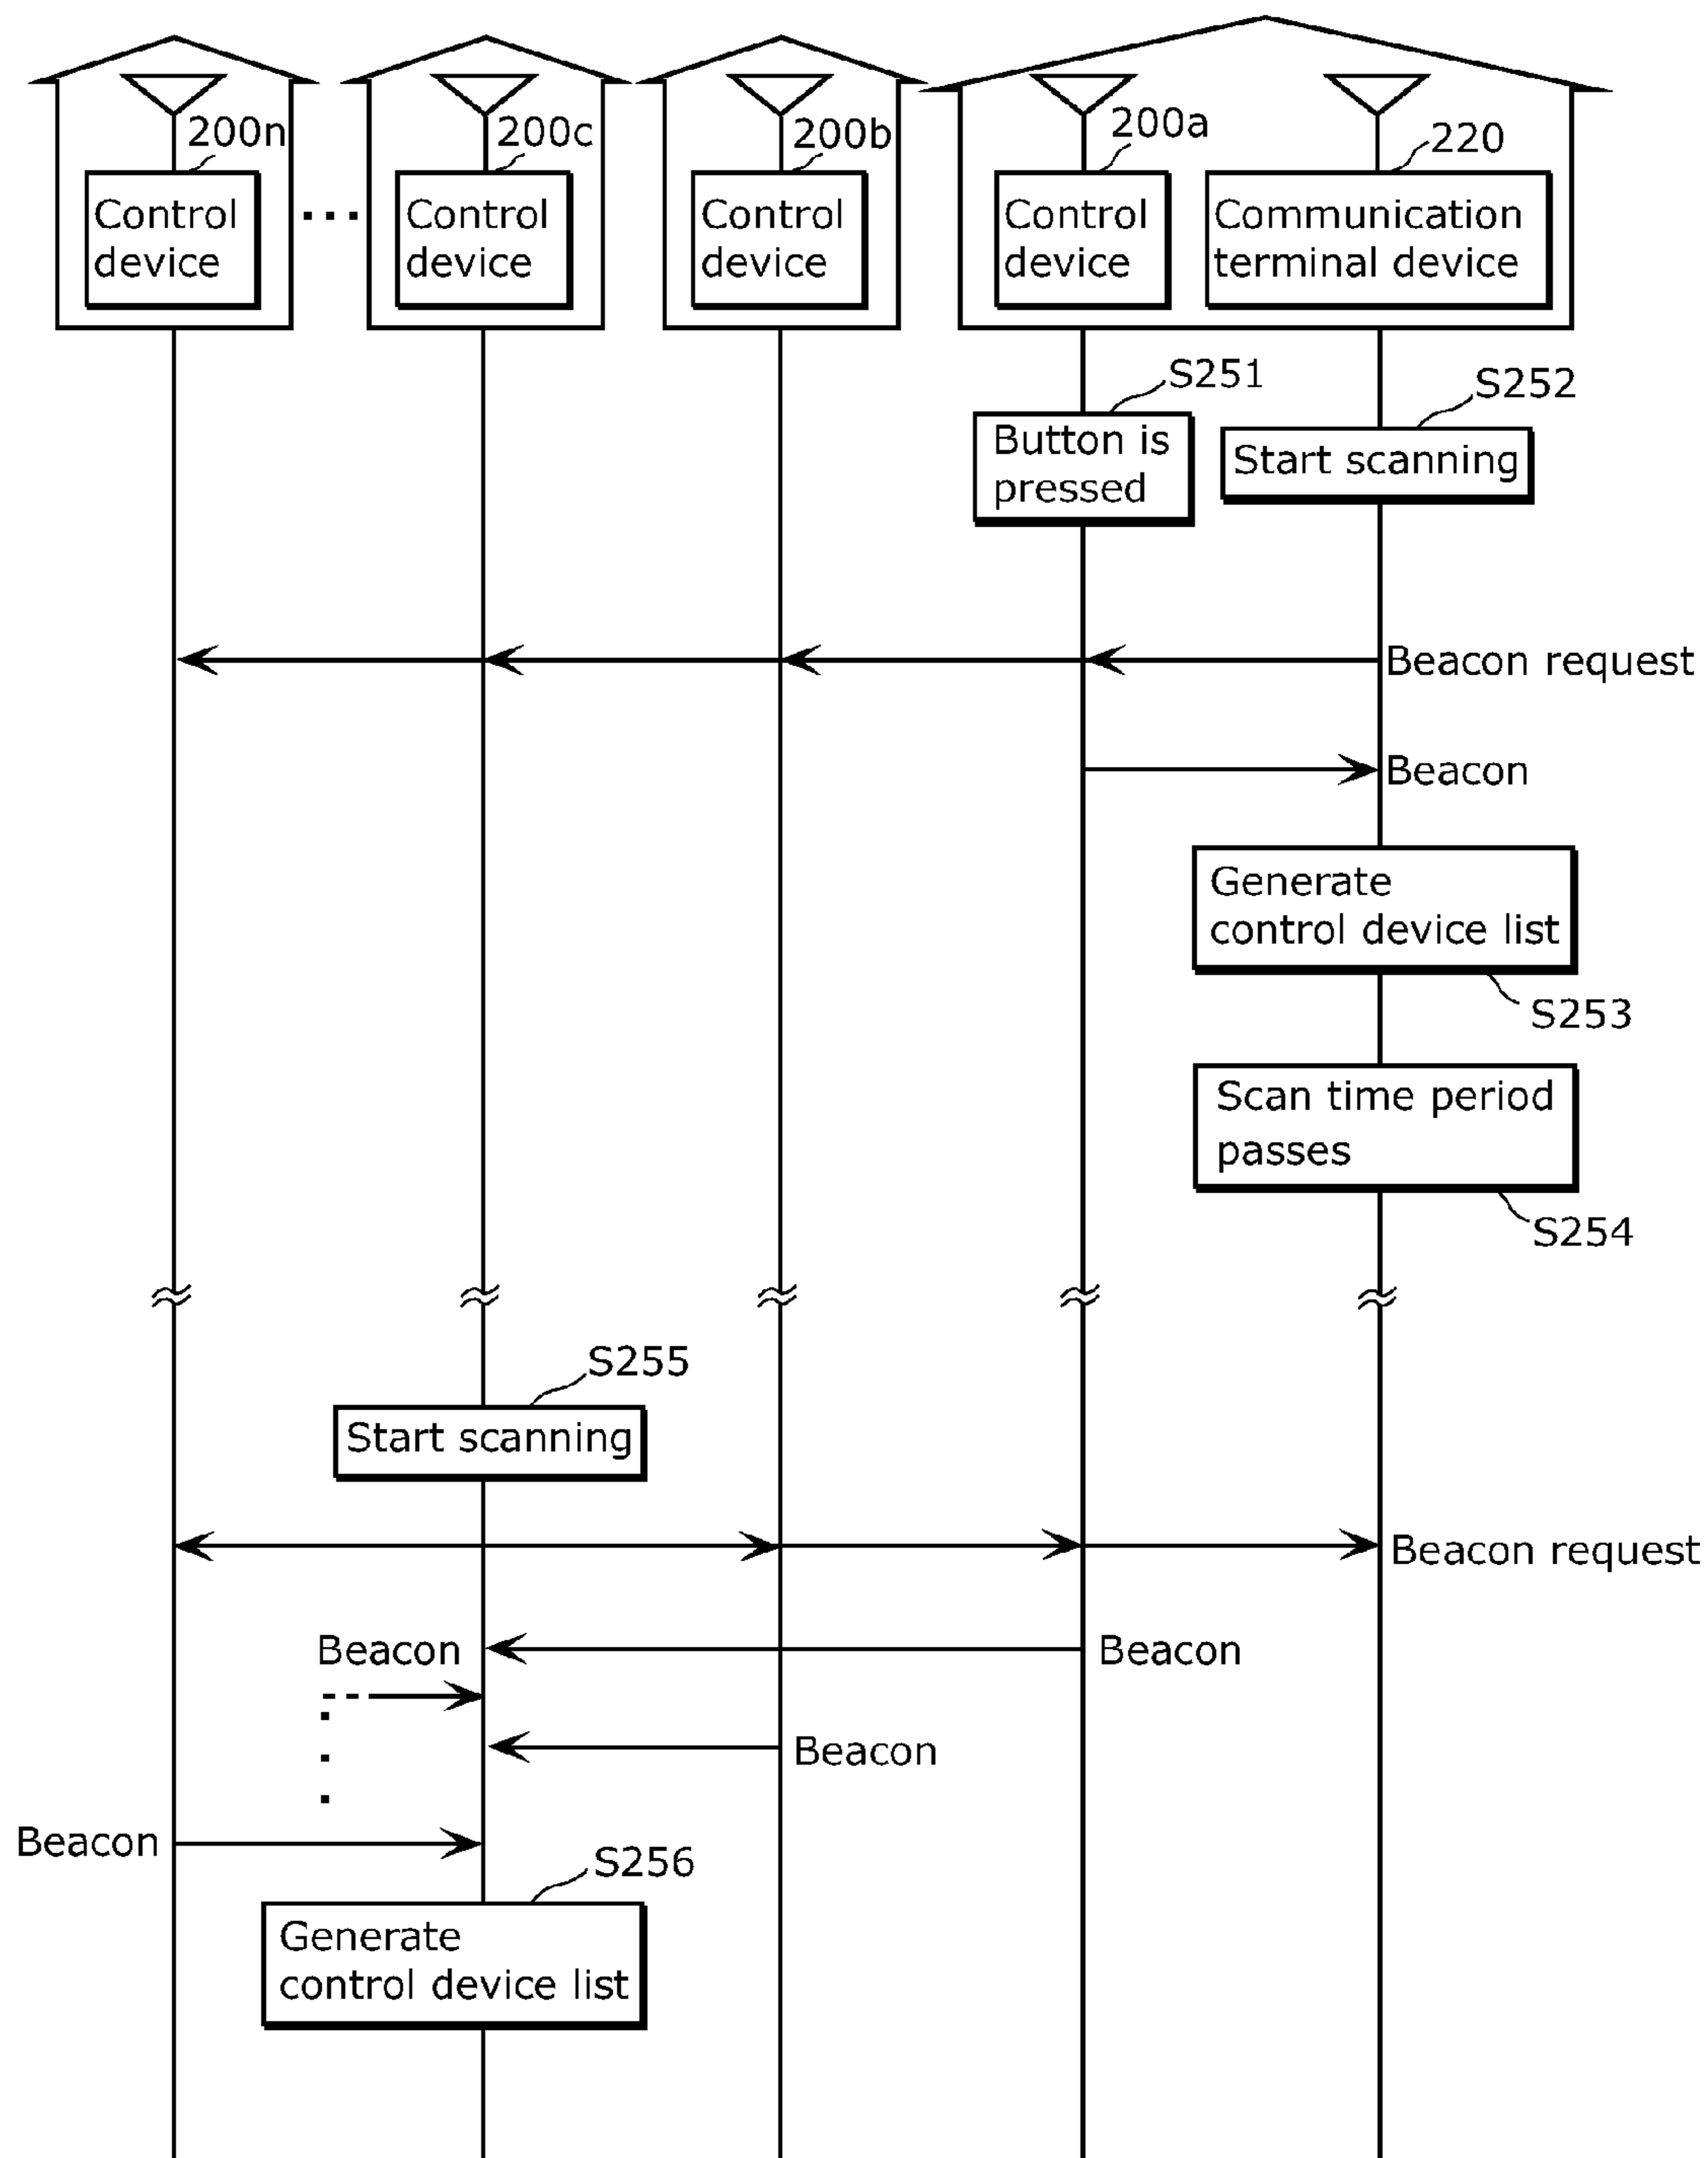 200n
200c
200b
200a
220
Control
device
...
Control
device
Control
device
Control
device
Communication
terminal device
S251
S252
Button is
pressed
Start scanning
Beacon request
Beacon
Generate
control device list
S253
Scan time period
passes
S254
S255
Start scanning
Beacon request
Beacon
Beacon
Beacon
Beacon
S256
Generate
control device list